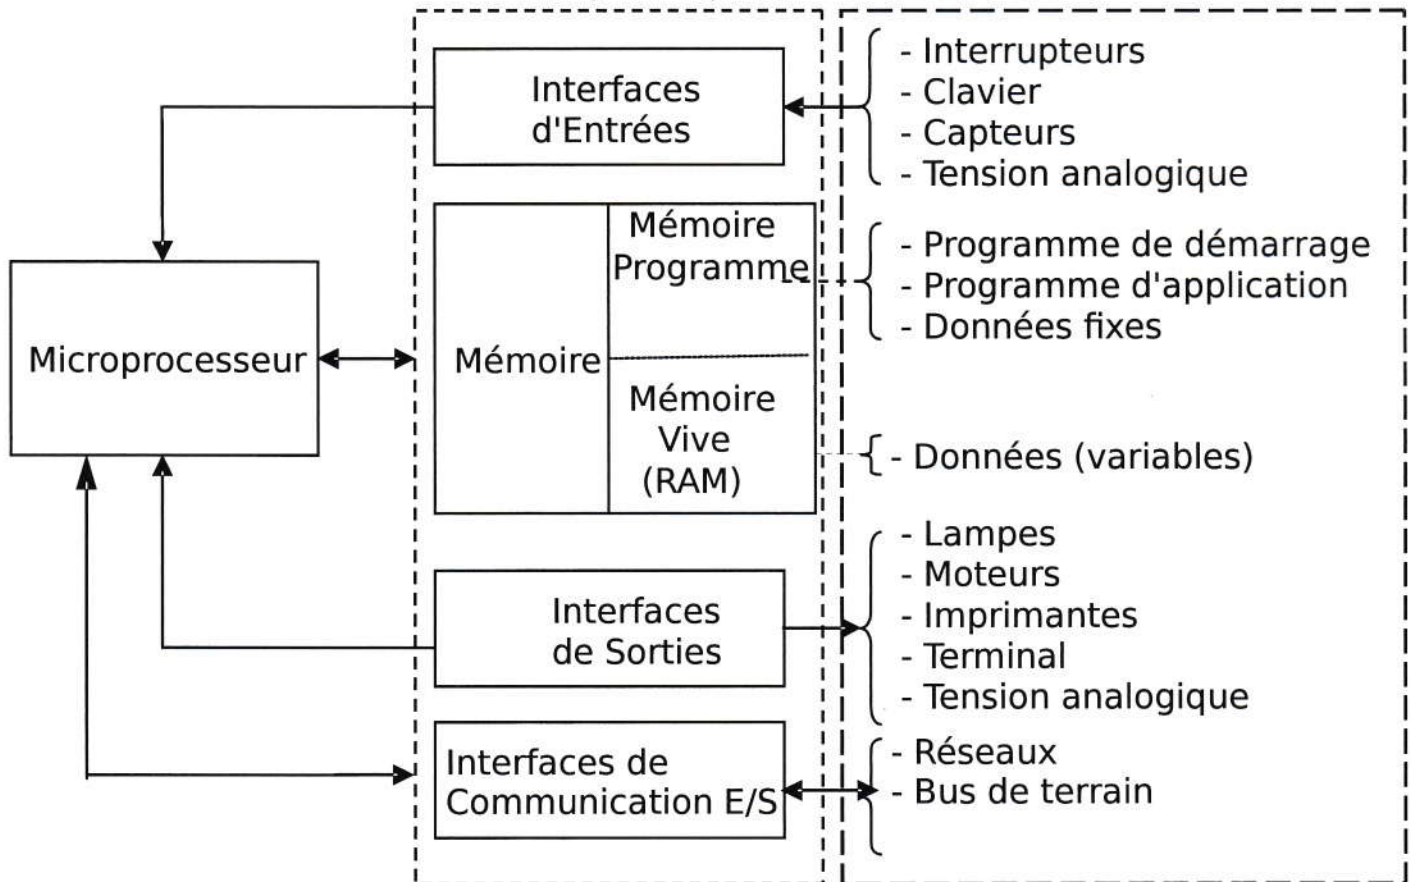 Interfaces
d'Entrées
- Interrupteurs
- Clavier
- Capteurs
- Tension analogique
Microprocesseur
Mémoire
Mémoire
Programme
- Programme de démarrage
- Programme d'application
- Données fixes
Mémoire
Vive
(RAM)
- Données (variables)
Interfaces
de Sorties
- Lampes
- Moteurs
- Imprimantes
- Terminal
- Tension analogique
Interfaces de
Communication E/S
- Réseaux
- Bus de terrain